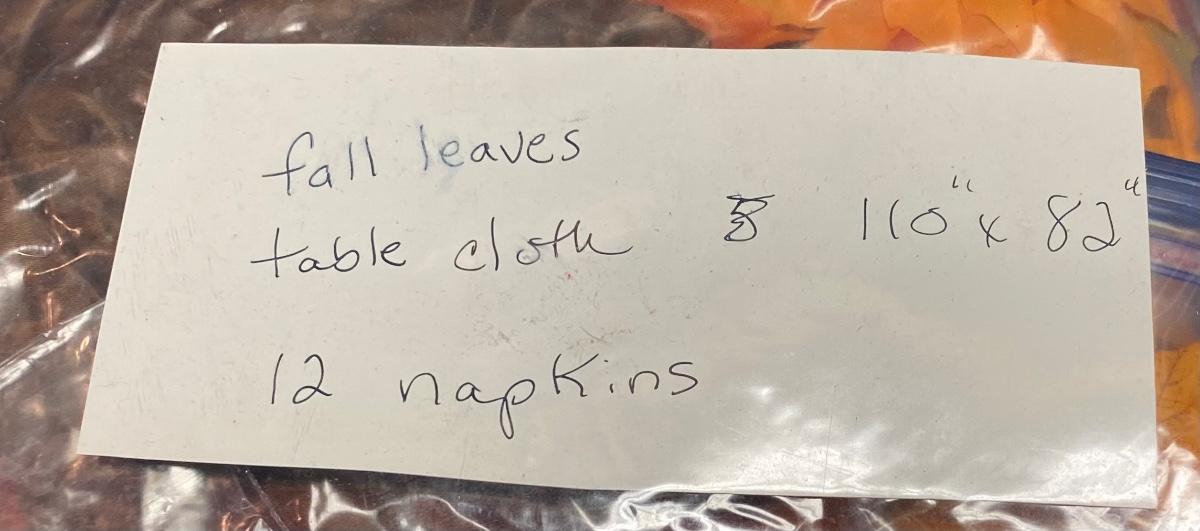 fall leaves
table cloth 110" x 82"
12 napkins